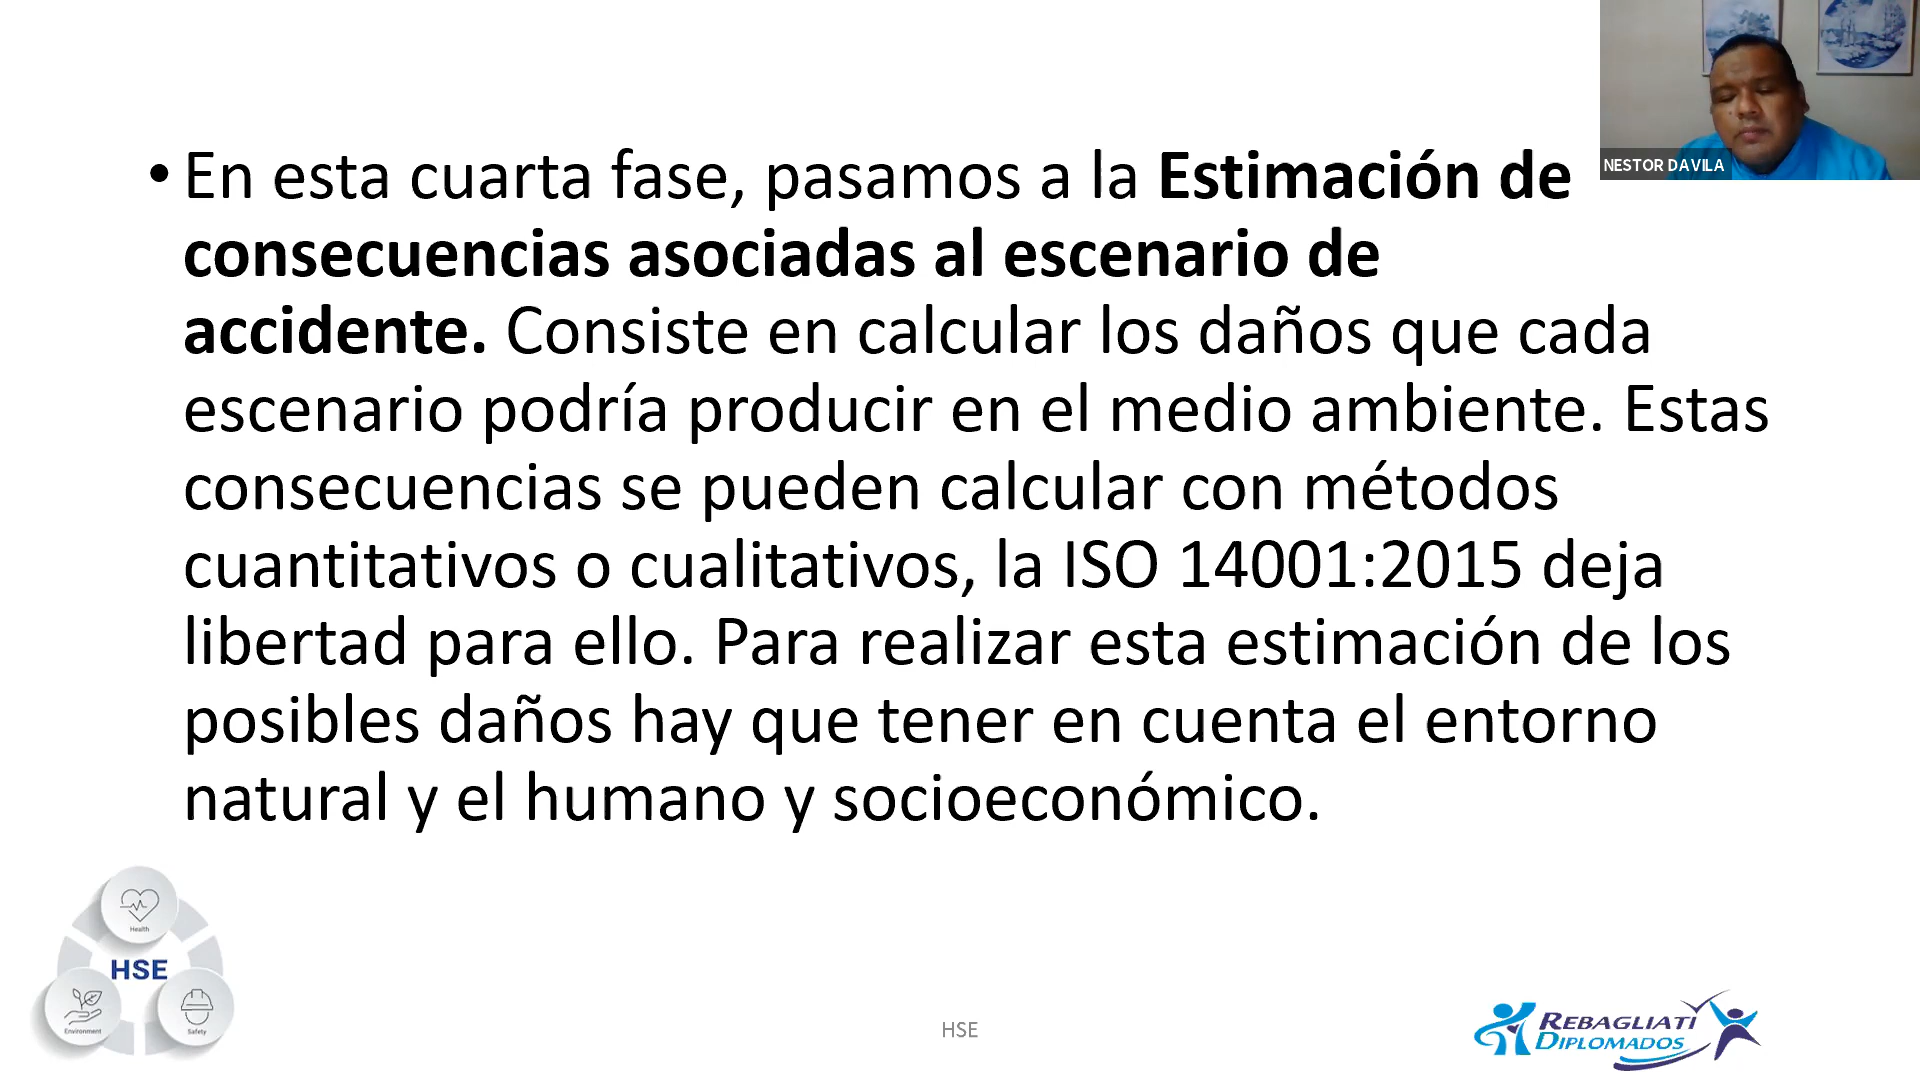 • En esta cuarta fase, pasamos a la Estimación de
consecuencias asociadas al escenario de
accidente. Consiste en calcular los daños que cada
escenario podría producir en el medio ambiente. Estas
consecuencias se pueden calcular con métodos
cuantitativos o cualitativos, la ISO 14001:2015 deja
libertad para ello. Para realizar esta estimación de los
posibles daños hay que tener en cuenta el entorno
natural y el humano y socioeconómico.
NESTOR DAVILA
Health
HSE
Environment
Safety
HSE
REBAGLIATI
DIPLOMADOS